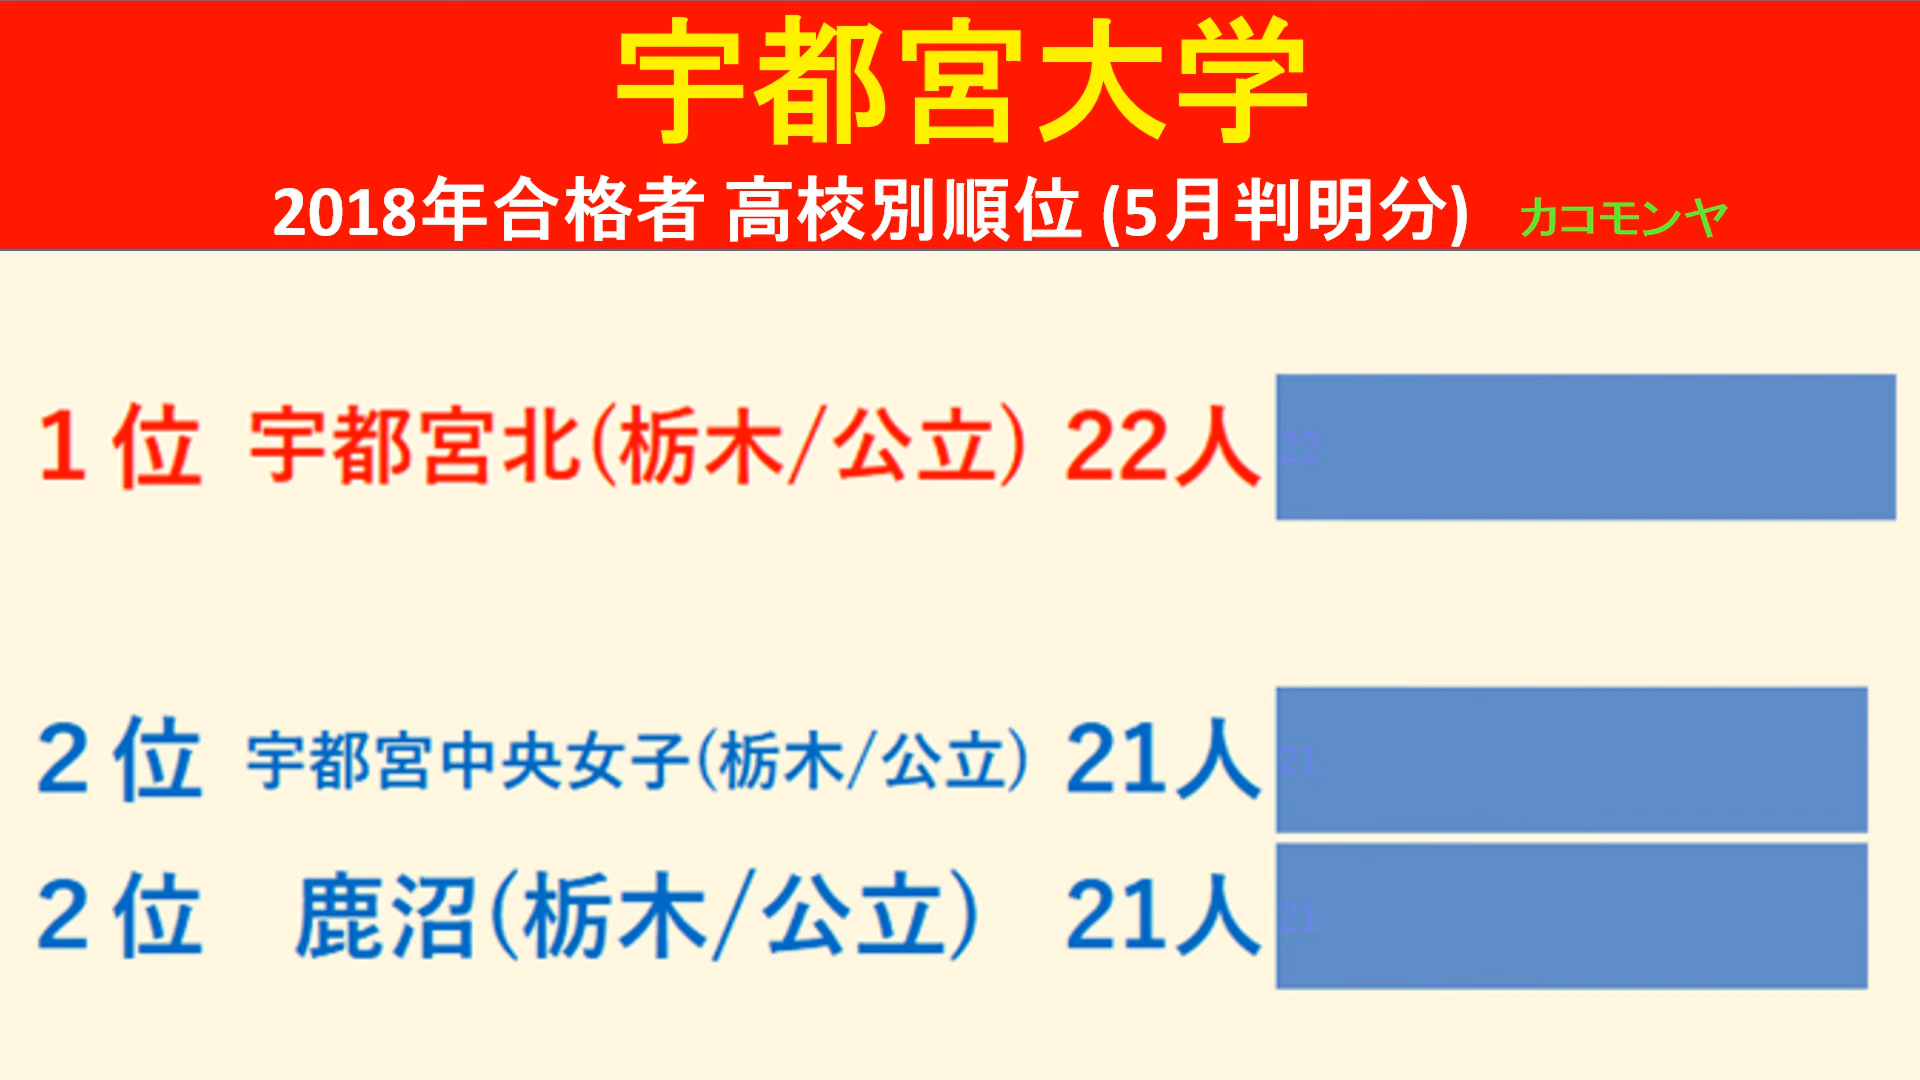 宇都宮大学
2018年合格者 高校別順位 (5月判明分) カコモンヤ
1位 宇都宮北(栃木/公立) 22人 22
2位 宇都宮中央女子(栃木/公立) 21人 21
2位 鹿沼(栃木/公立) 21人 21